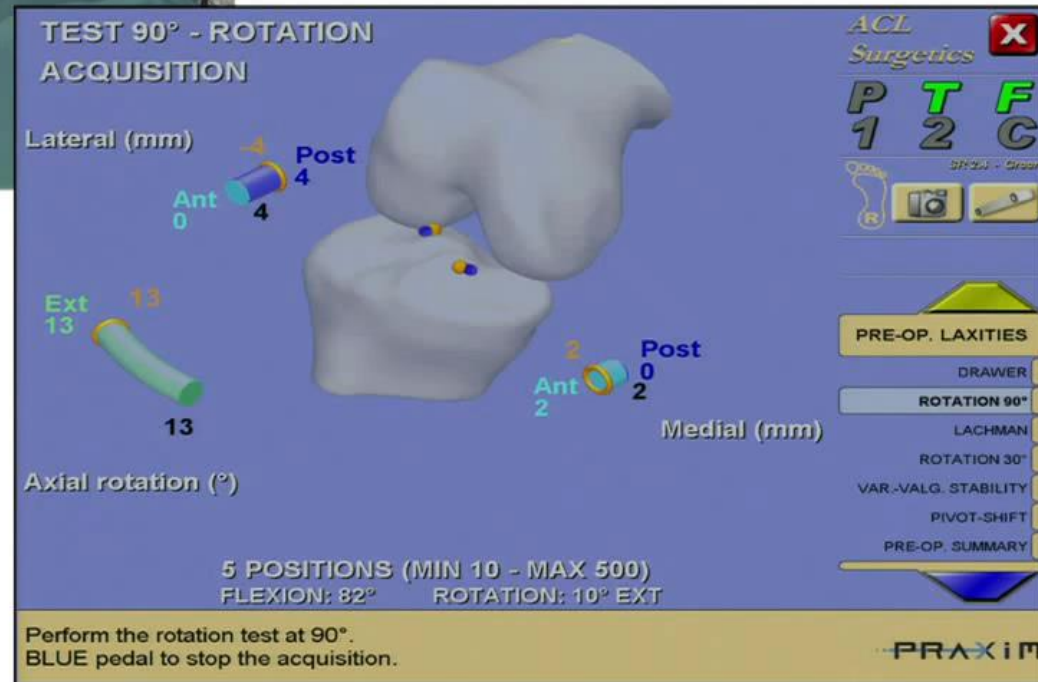 TEST 90° - ROTATION
ACQUISITION
Lateral (mm)
-4
Post
4
Ant
0
4
Ext
13
13
13
Axial rotation (°)
2
Post
0
Ant
2
2
Medial (mm)
5 POSITIONS (MIN 10 - MAX 500)
FLEXION: 82° ROTATION: 10° EXT
Perform the rotation test at 90°.
BLUE pedal to stop the acquisition.
ACL
Surgetics
X
P T F
1 2 C
R
PRE-OP. LAXITIES
DRAWER
ROTATION 90°
LACHMAN
ROTATION 30°
VAR.-VALG. STABILITY
PIVOT-SHIFT
PRE-OP. SUMMARY
PRAXiM